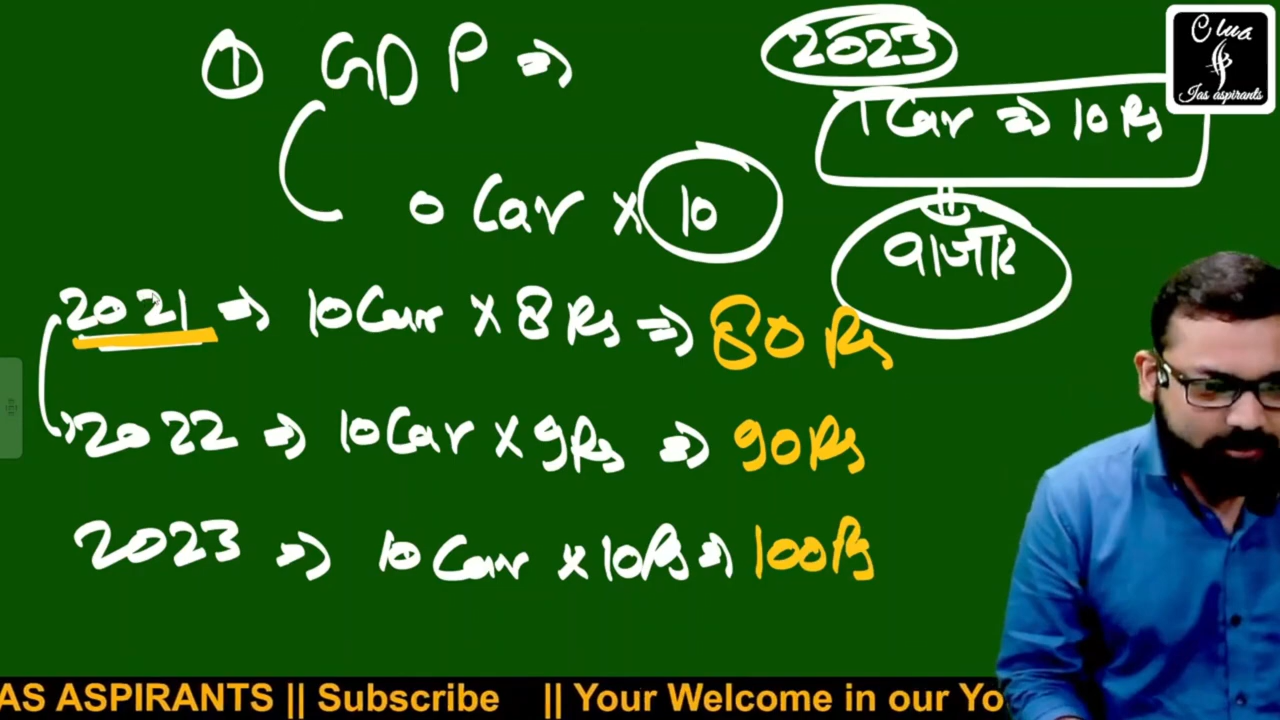 ① GDP ⇒
2023
1 Car ⇒ 10 Rs
0 Car × 10
बाजार
2021 ⇒ 10 Car × 8 Rs ⇒ 80 Rs
2022 ⇒ 10 Car × 9 Rs ⇒ 90 Rs
2023 ⇒ 10 Car × 10 Rs ⇒ 100 Rs
Ias aspirants
AS ASPIRANTS || Subscribe || Your Welcome in our Yo